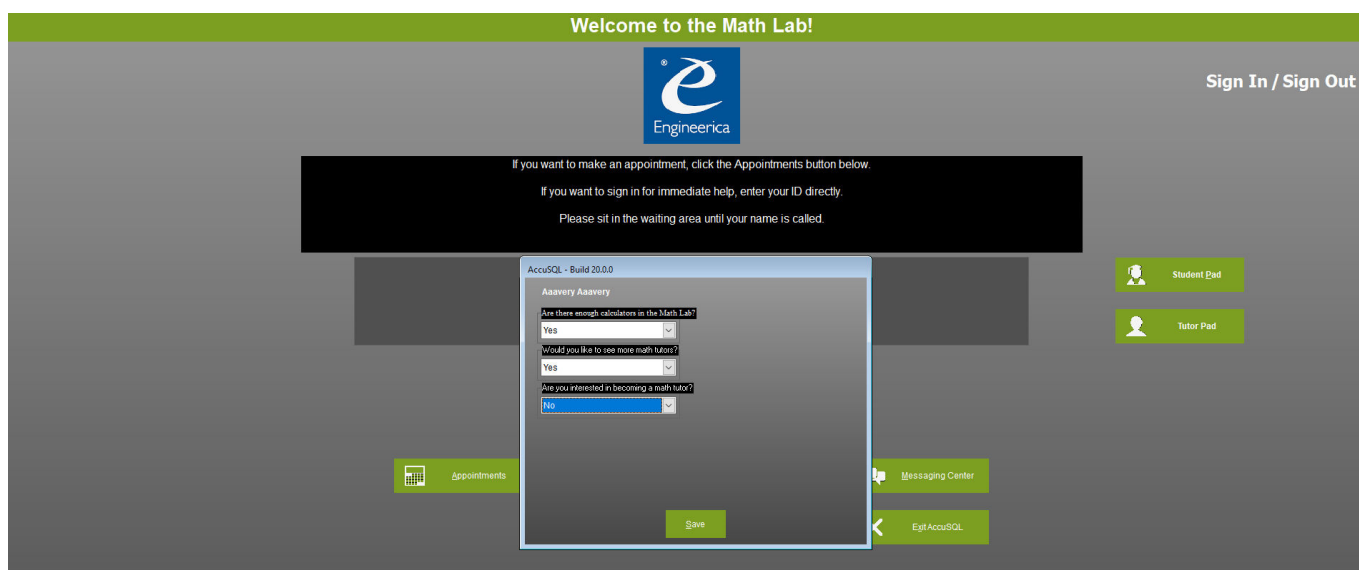 Welcome to the Math Lab!
®
e
Engineerica
Sign In / Sign Out
If you want to make an appointment, click the Appointments button below.
If you want to sign in for immediate help, enter your ID directly.
Please sit in the waiting area until your name is called.
AccuSQL - Build 20.0.0
Aaavery Aaavery
Are there enough calculators in the Math Lab?
Yes
Would you like to see more math tutors?
Yes
Are you interested in becoming a math tutor?
No
Save
Student Pad
Tutor Pad
Appointments
Messaging Center
Exit AccuSQL